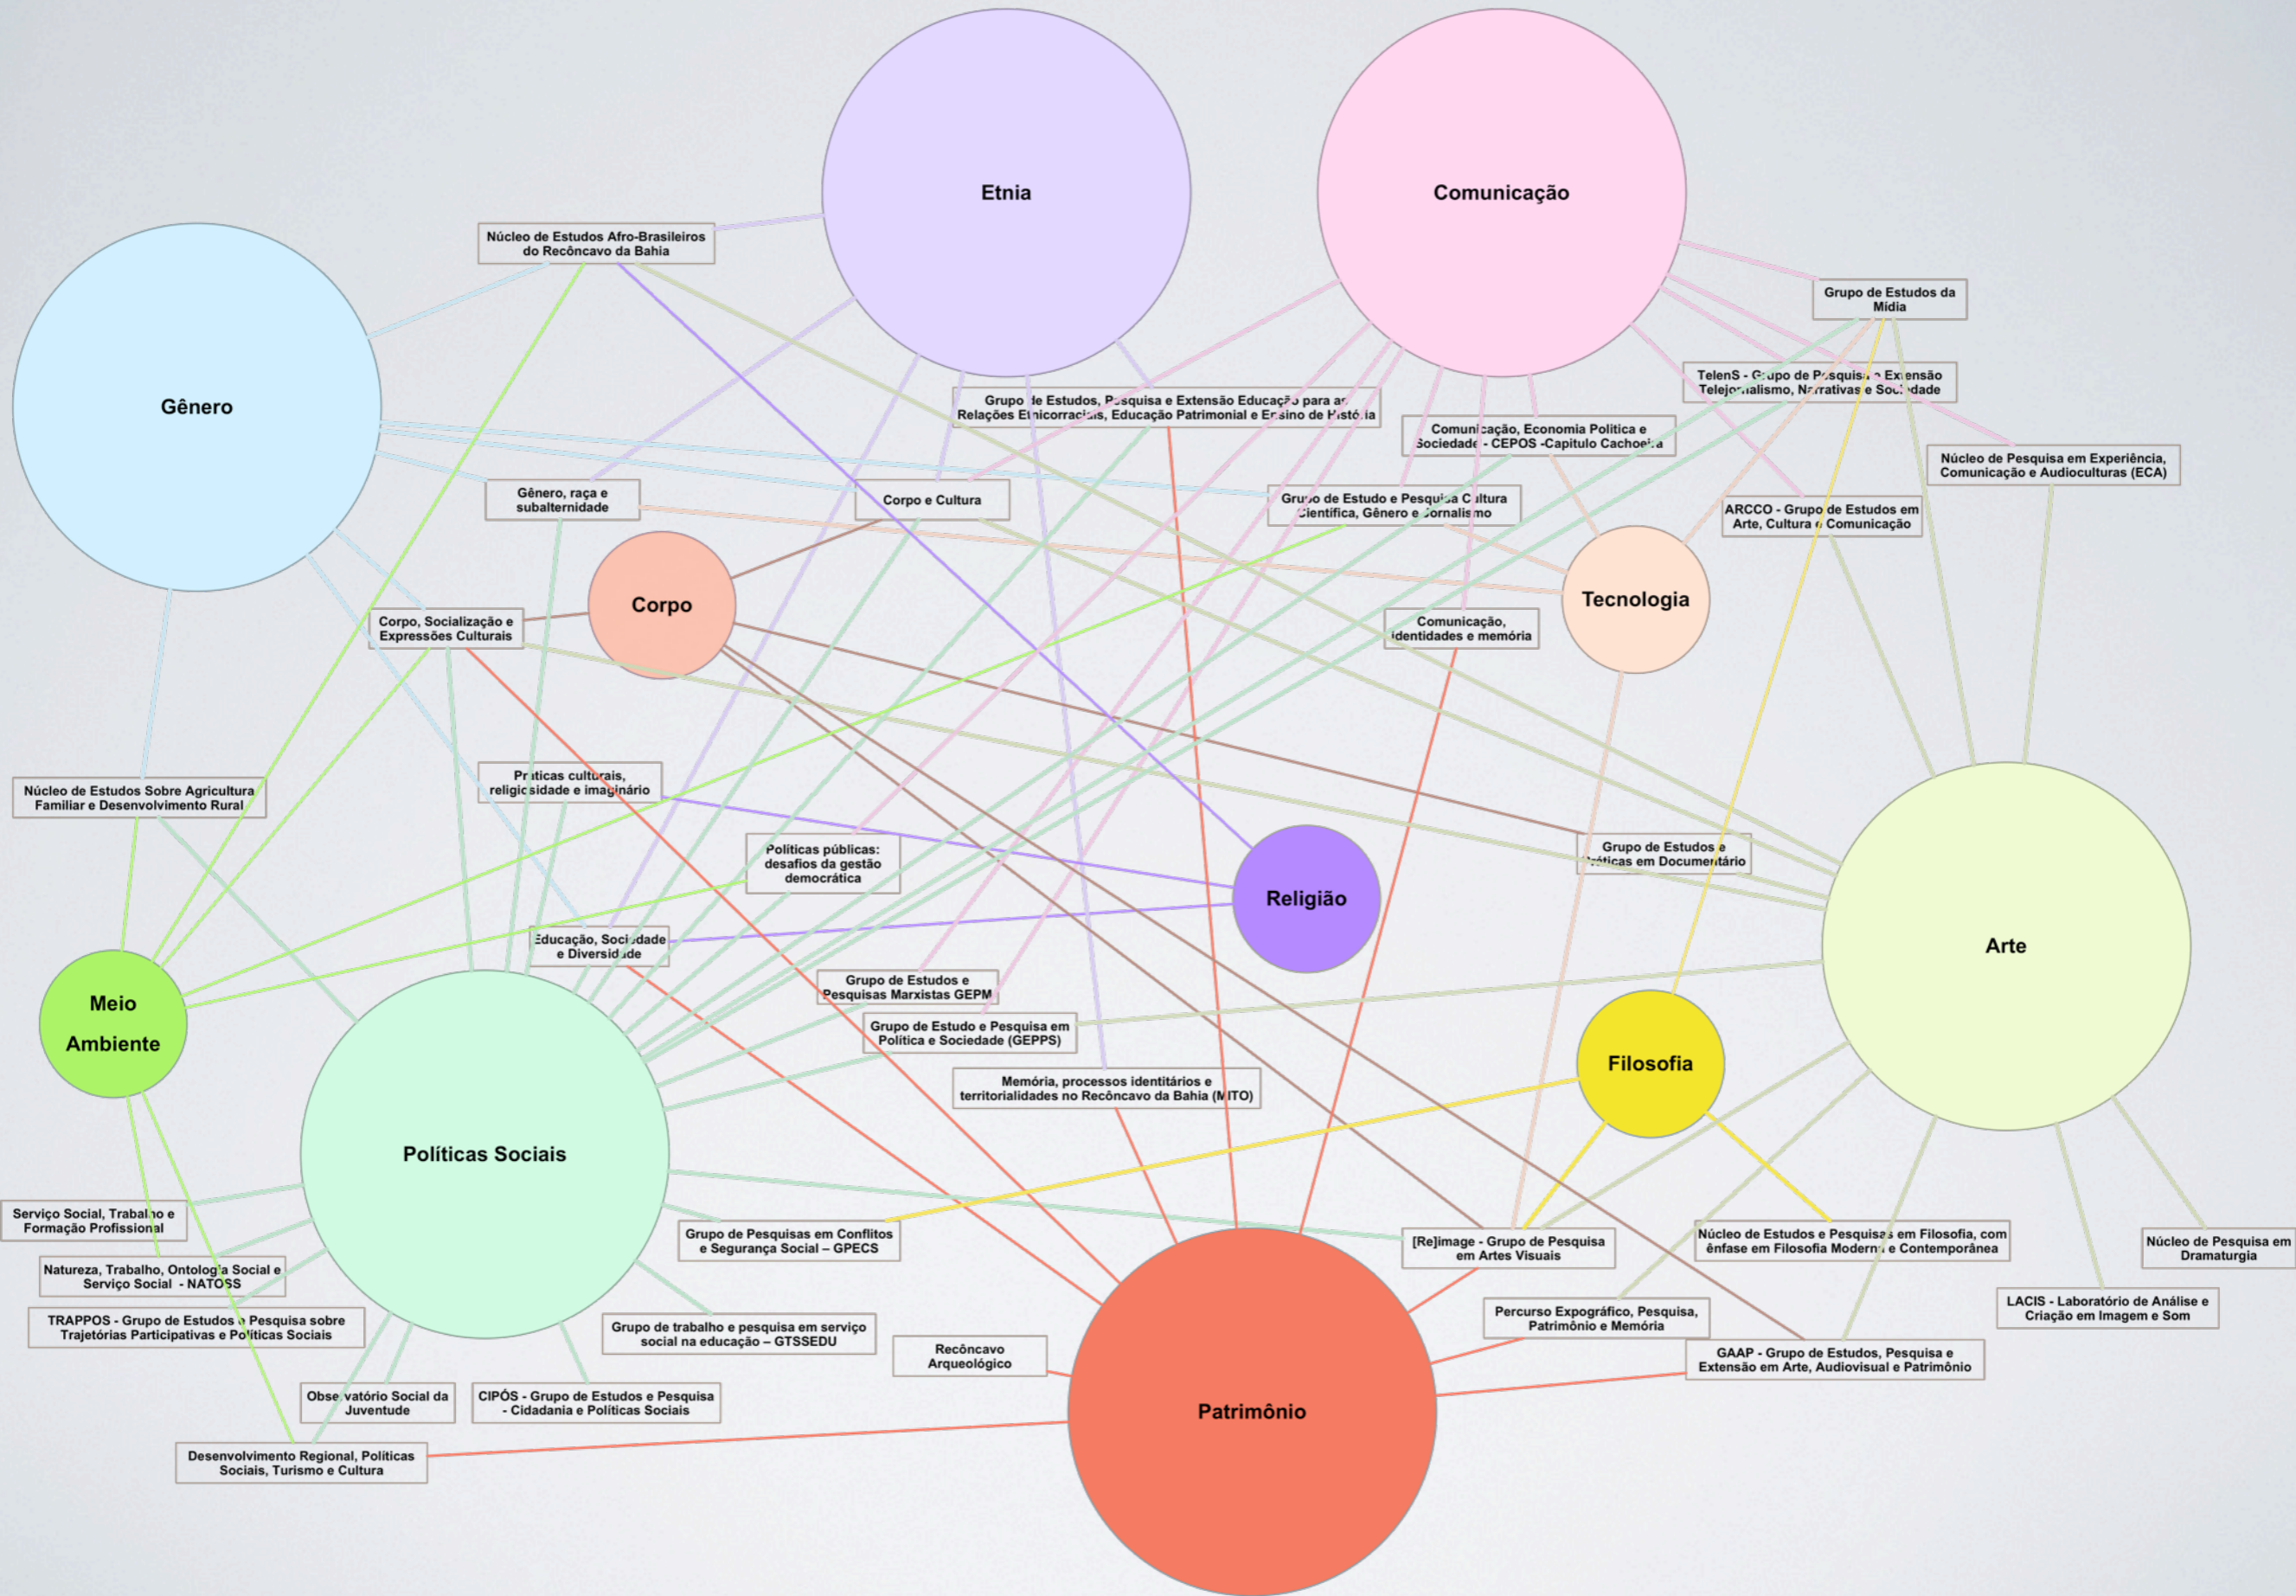 Etnia
Comunicação
Núcleo de Estudos Afro-Brasileiros
do Recôncavo da Bahia
Grupo de Estudos da
Mídia
Gênero
TelenS - Grupo de Pesquisa e Extensão
Telejornalismo, Narrativas e Sociedade
Grupo de Estudos, Pesquisa e Extensão Educação para as
Relações Etnicorraciais, Educação Patrimonial e Ensino de História
Comunicação, Economia Politica e
Sociedade - CEPOS -Capitulo Cachoeira
Núcleo de Pesquisa em Experiência,
Comunicação e Audioculturas (ECA)
Gênero, raça e
subalternidade
Corpo e Cultura
Grupo de Estudo e Pesquisa Cultura
Científica, Gênero e Jornalismo
ARCCO - Grupo de Estudos em
Arte, Cultura e Comunicação
Corpo
Tecnologia
Corpo, Socialização e
Expressões Culturais
Comunicação,
identidades e memória
Núcleo de Estudos Sobre Agricultura
Familiar e Desenvolvimento Rural
Praticas culturais,
religiosidade e imaginário
Políticas públicas:
desafios da gestão
democrática
Grupo de Estudos e
Práticas em Documentário
Religião
Educação, Sociedade
e Diversidade
Arte
Meio
Ambiente
Grupo de Estudos e
Pesquisas Marxistas GEPM
Grupo de Estudo e Pesquisa em
Política e Sociedade (GEPPS)
Filosofia
Memória, processos identitários e
territorialidades no Recôncavo da Bahia (MITO)
Políticas Sociais
Serviço Social, Trabalho e
Formação Profissional
Grupo de Pesquisas em Conflitos
e Segurança Social – GPECS
[Re]image - Grupo de Pesquisa
em Artes Visuais
Núcleo de Estudos e Pesquisas em Filosofia, com
ênfase em Filosofia Moderna e Contemporânea
Núcleo de Pesquisa em
Dramaturgia
Natureza, Trabalho, Ontologia Social e
Serviço Social - NATOSS
TRAPPOS - Grupo de Estudos e Pesquisa sobre
Trajetórias Participativas e Políticas Sociais
Grupo de trabalho e pesquisa em serviço
social na educação – GTSSEDU
Percurso Expográfico, Pesquisa,
Patrimônio e Memória
LACIS - Laboratório de Análise e
Criação em Imagem e Som
Recôncavo
Arqueológico
GAAP - Grupo de Estudos, Pesquisa e
Extensão em Arte, Audiovisual e Patrimônio
Observatório Social da
Juventude
CIPÓS - Grupo de Estudos e Pesquisa
- Cidadania e Políticas Sociais
Patrimônio
Desenvolvimento Regional, Políticas
Sociais, Turismo e Cultura